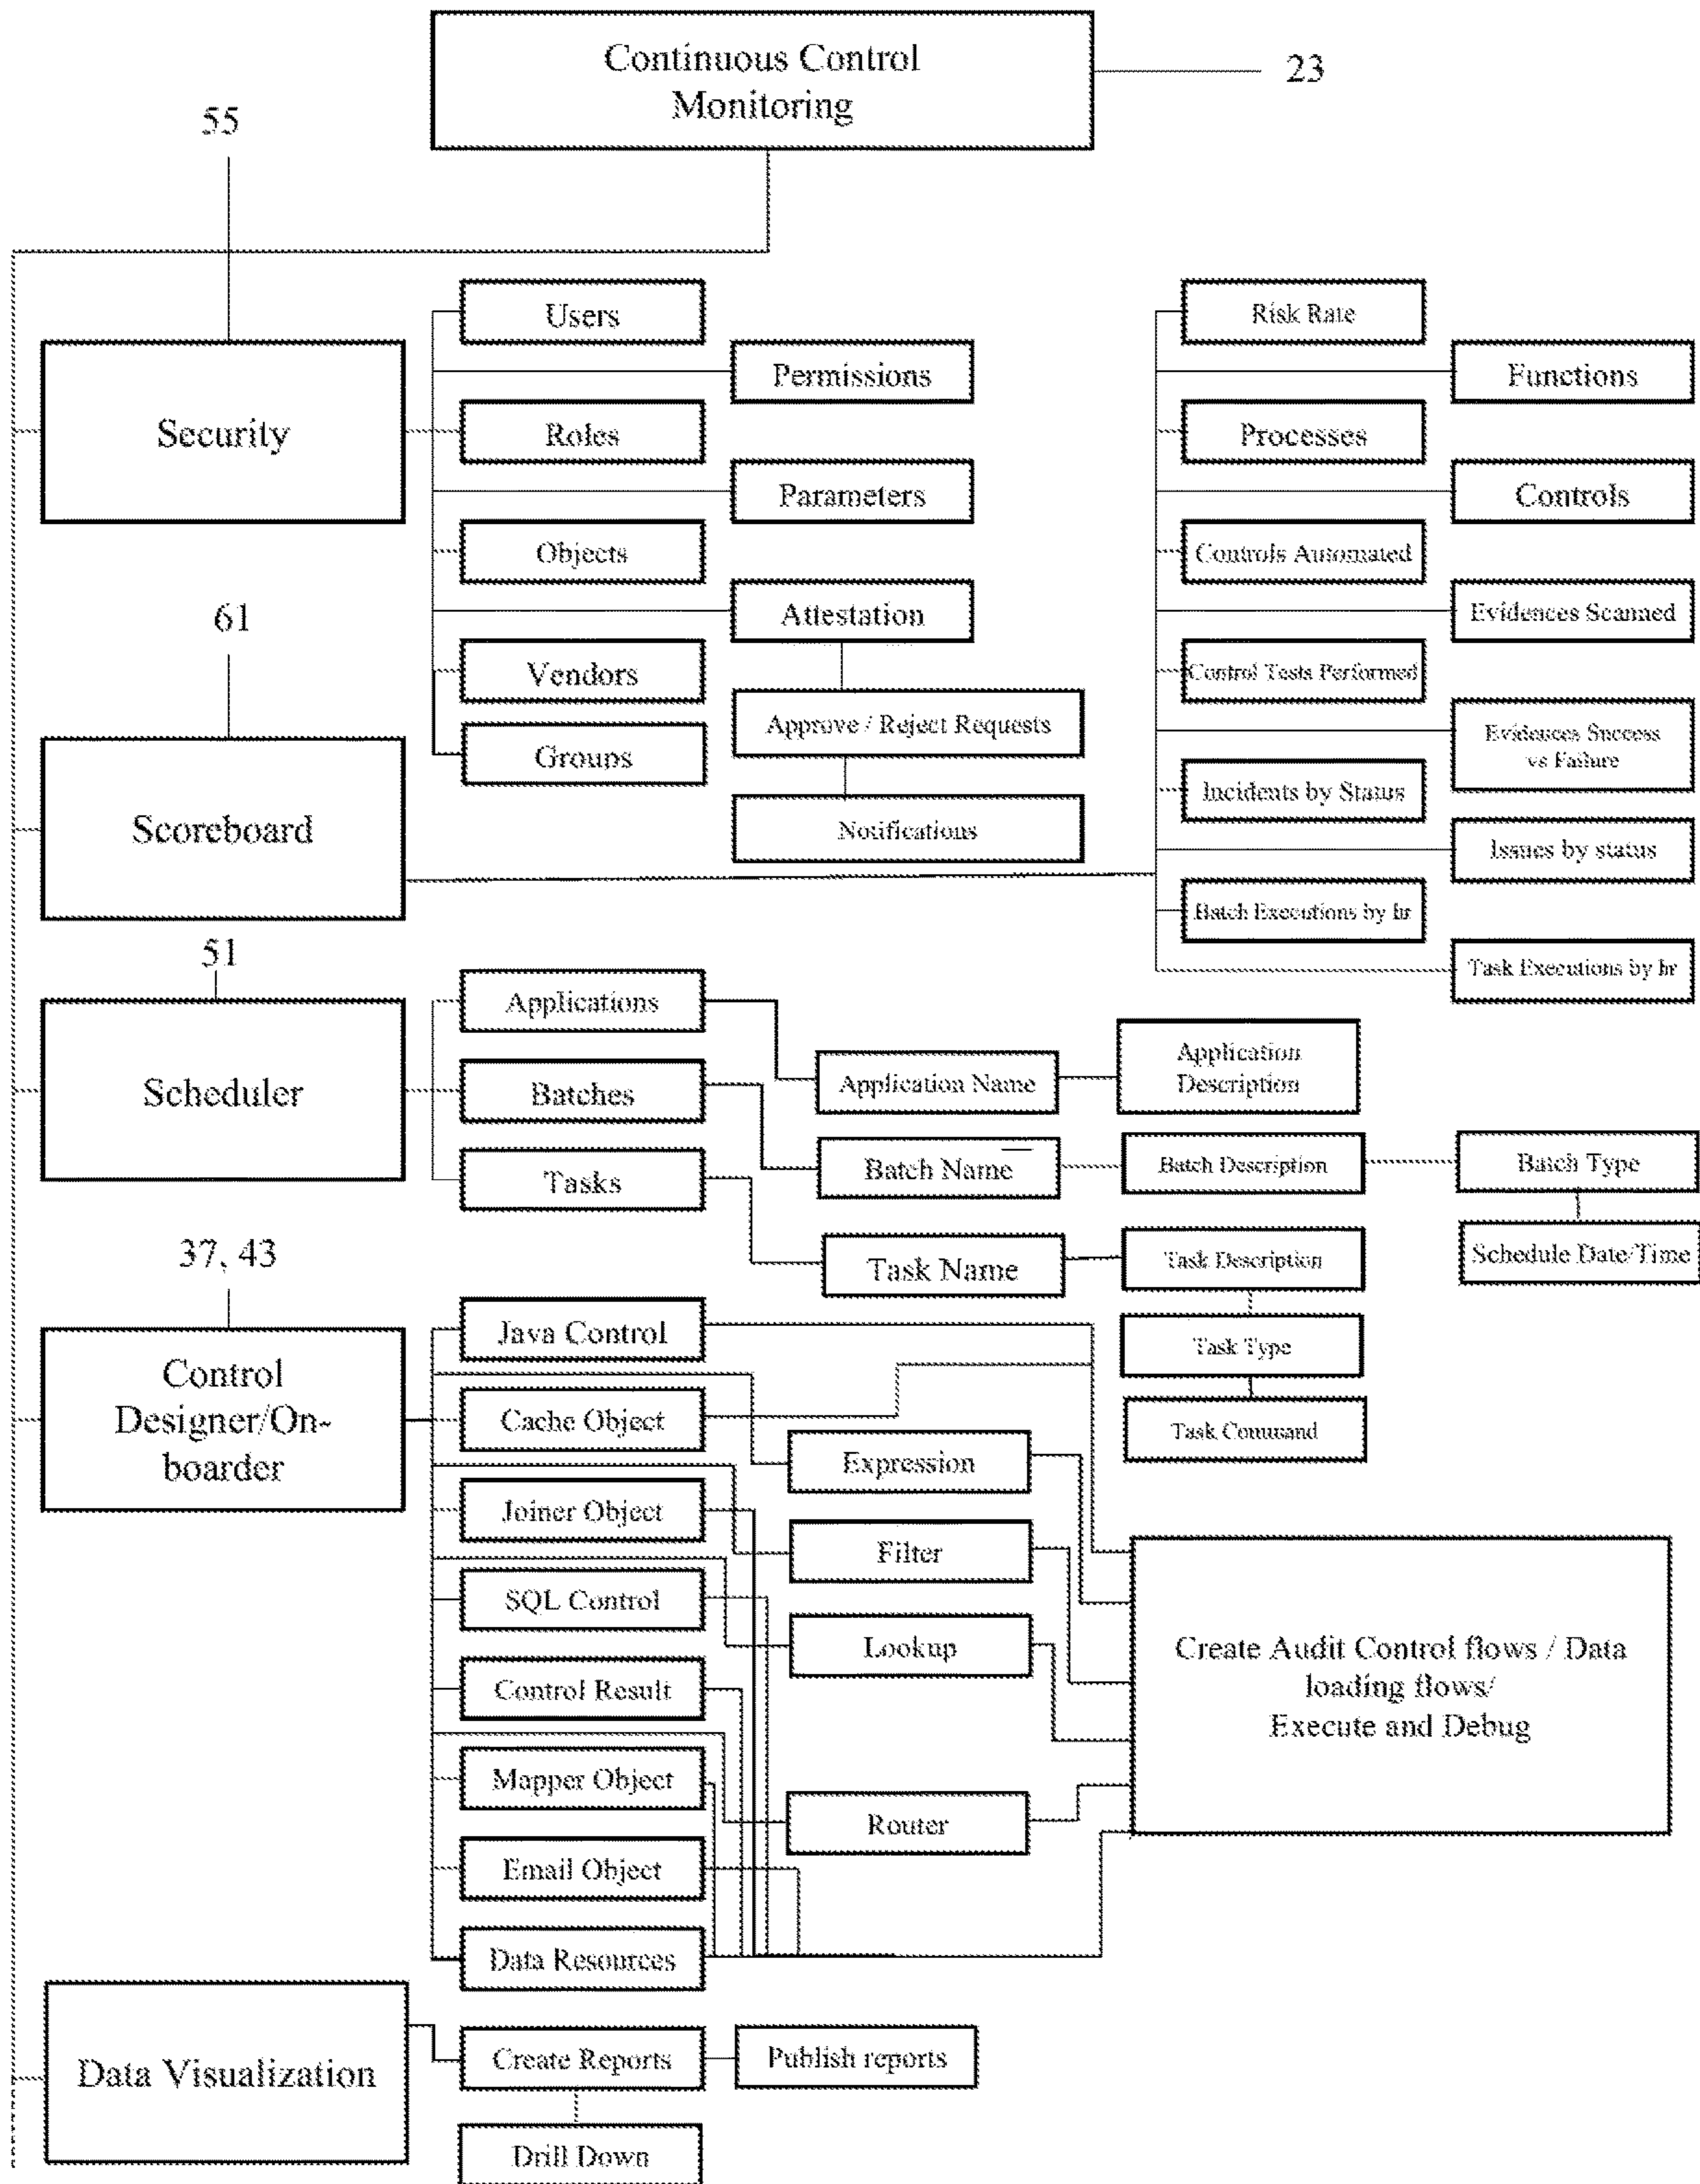 Continuous Control
Monitoring
23
55
Security
Users
Permissions
Roles
Parameters
Objects
Attestation
Vendors
Approve / Reject Requests
Groups
Notifications
Risk Rate
Functions
Processes
Controls
Controls Automated
Evidences Scanned
Control Tests Performed
Evidences Success
vs Failure
Incidents by Status
Issues by status
Batch Executions by hr
Task Executions by hr
61
Scoreboard
51
Scheduler
Applications
Application Name
Application
Description
Batches
Batch Name
Batch Description
Batch Type
Schedule Date/Time
Tasks
Task Name
Task Description
Task Type
Task Command
37, 43
Control
Designer/On-
boarder
Java Control
Cache Object
Expression
Joiner Object
Filter
SQL Control
Lookup
Control Result
Mapper Object
Router
Email Object
Data Resources
Create Audit Control flows / Data
loading flows/
Execute and Debug
Data Visualization
Create Reports
Publish reports
Drill Down